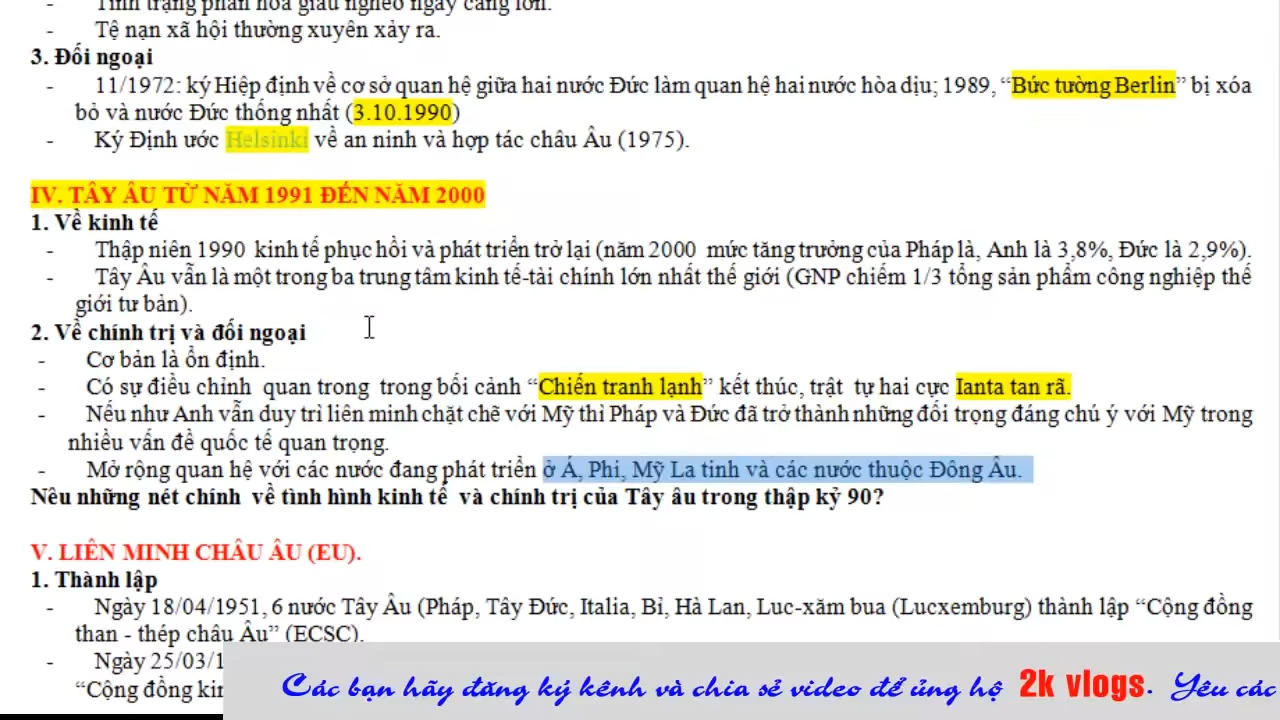 - Tình trạng phân hóa giàu nghèo ngày càng lớn.
- Tệ nạn xã hội thường xuyên xảy ra.
3. Đối ngoại
- 11/1972: ký Hiệp định về cơ sở quan hệ giữa hai nước Đức làm quan hệ hai nước hòa dịu; 1989, “Bức tường Berlin” bị xóa
bỏ và nước Đức thống nhất (3.10.1990)
- Ký Định ước Helsinki về an ninh và hợp tác châu Âu (1975).
IV. TÂY ÂU TỪ NĂM 1991 ĐẾN NĂM 2000
1. Về kinh tế
- Thập niên 1990 kinh tế phục hồi và phát triển trở lại (năm 2000 mức tăng trưởng của Pháp là, Anh là 3,8%, Đức là 2,9%).
- Tây Âu vẫn là một trong ba trung tâm kinh tế-tài chính lớn nhất thế giới (GNP chiếm 1/3 tổng sản phẩm công nghiệp thế
giới tư bản).
2. Về chính trị và đối ngoại
- Cơ bản là ổn định.
- Có sự điều chỉnh quan trọng trong bối cảnh “Chiến tranh lạnh” kết thúc, trật tự hai cực Ianta tan rã.
- Nếu như Anh vẫn duy trì liên minh chặt chẽ với Mỹ thì Pháp và Đức đã trở thành những đối trọng đáng chú ý với Mỹ trong
nhiều vấn đề quốc tế quan trọng.
- Mở rộng quan hệ với các nước đang phát triển ở Á, Phi, Mỹ La tinh và các nước thuộc Đông Âu.
Nêu những nét chính về tình hình kinh tế và chính trị của Tây âu trong thập kỷ 90?
V. LIÊN MINH CHÂU ÂU (EU).
1. Thành lập
- Ngày 18/04/1951, 6 nước Tây Âu (Pháp, Tây Đức, Italia, Bỉ, Hà Lan, Luc-xăm bua (Lucxemburg) thành lập “Cộng đồng
than - thép châu Âu” (ECSC).
- Ngày 25/03/1
“Cộng đồng kin
Các bạn hãy đăng ký kênh và chia sẻ video để ủng hộ 2k vlogs. Yêu các